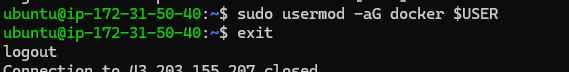 ubuntu@ip-172-31-50-40:~$ sudo usermod -aG docker $USER
ubuntu@ip-172-31-50-40:~$ exit
logout
Connection to 43.203.155.207 closed